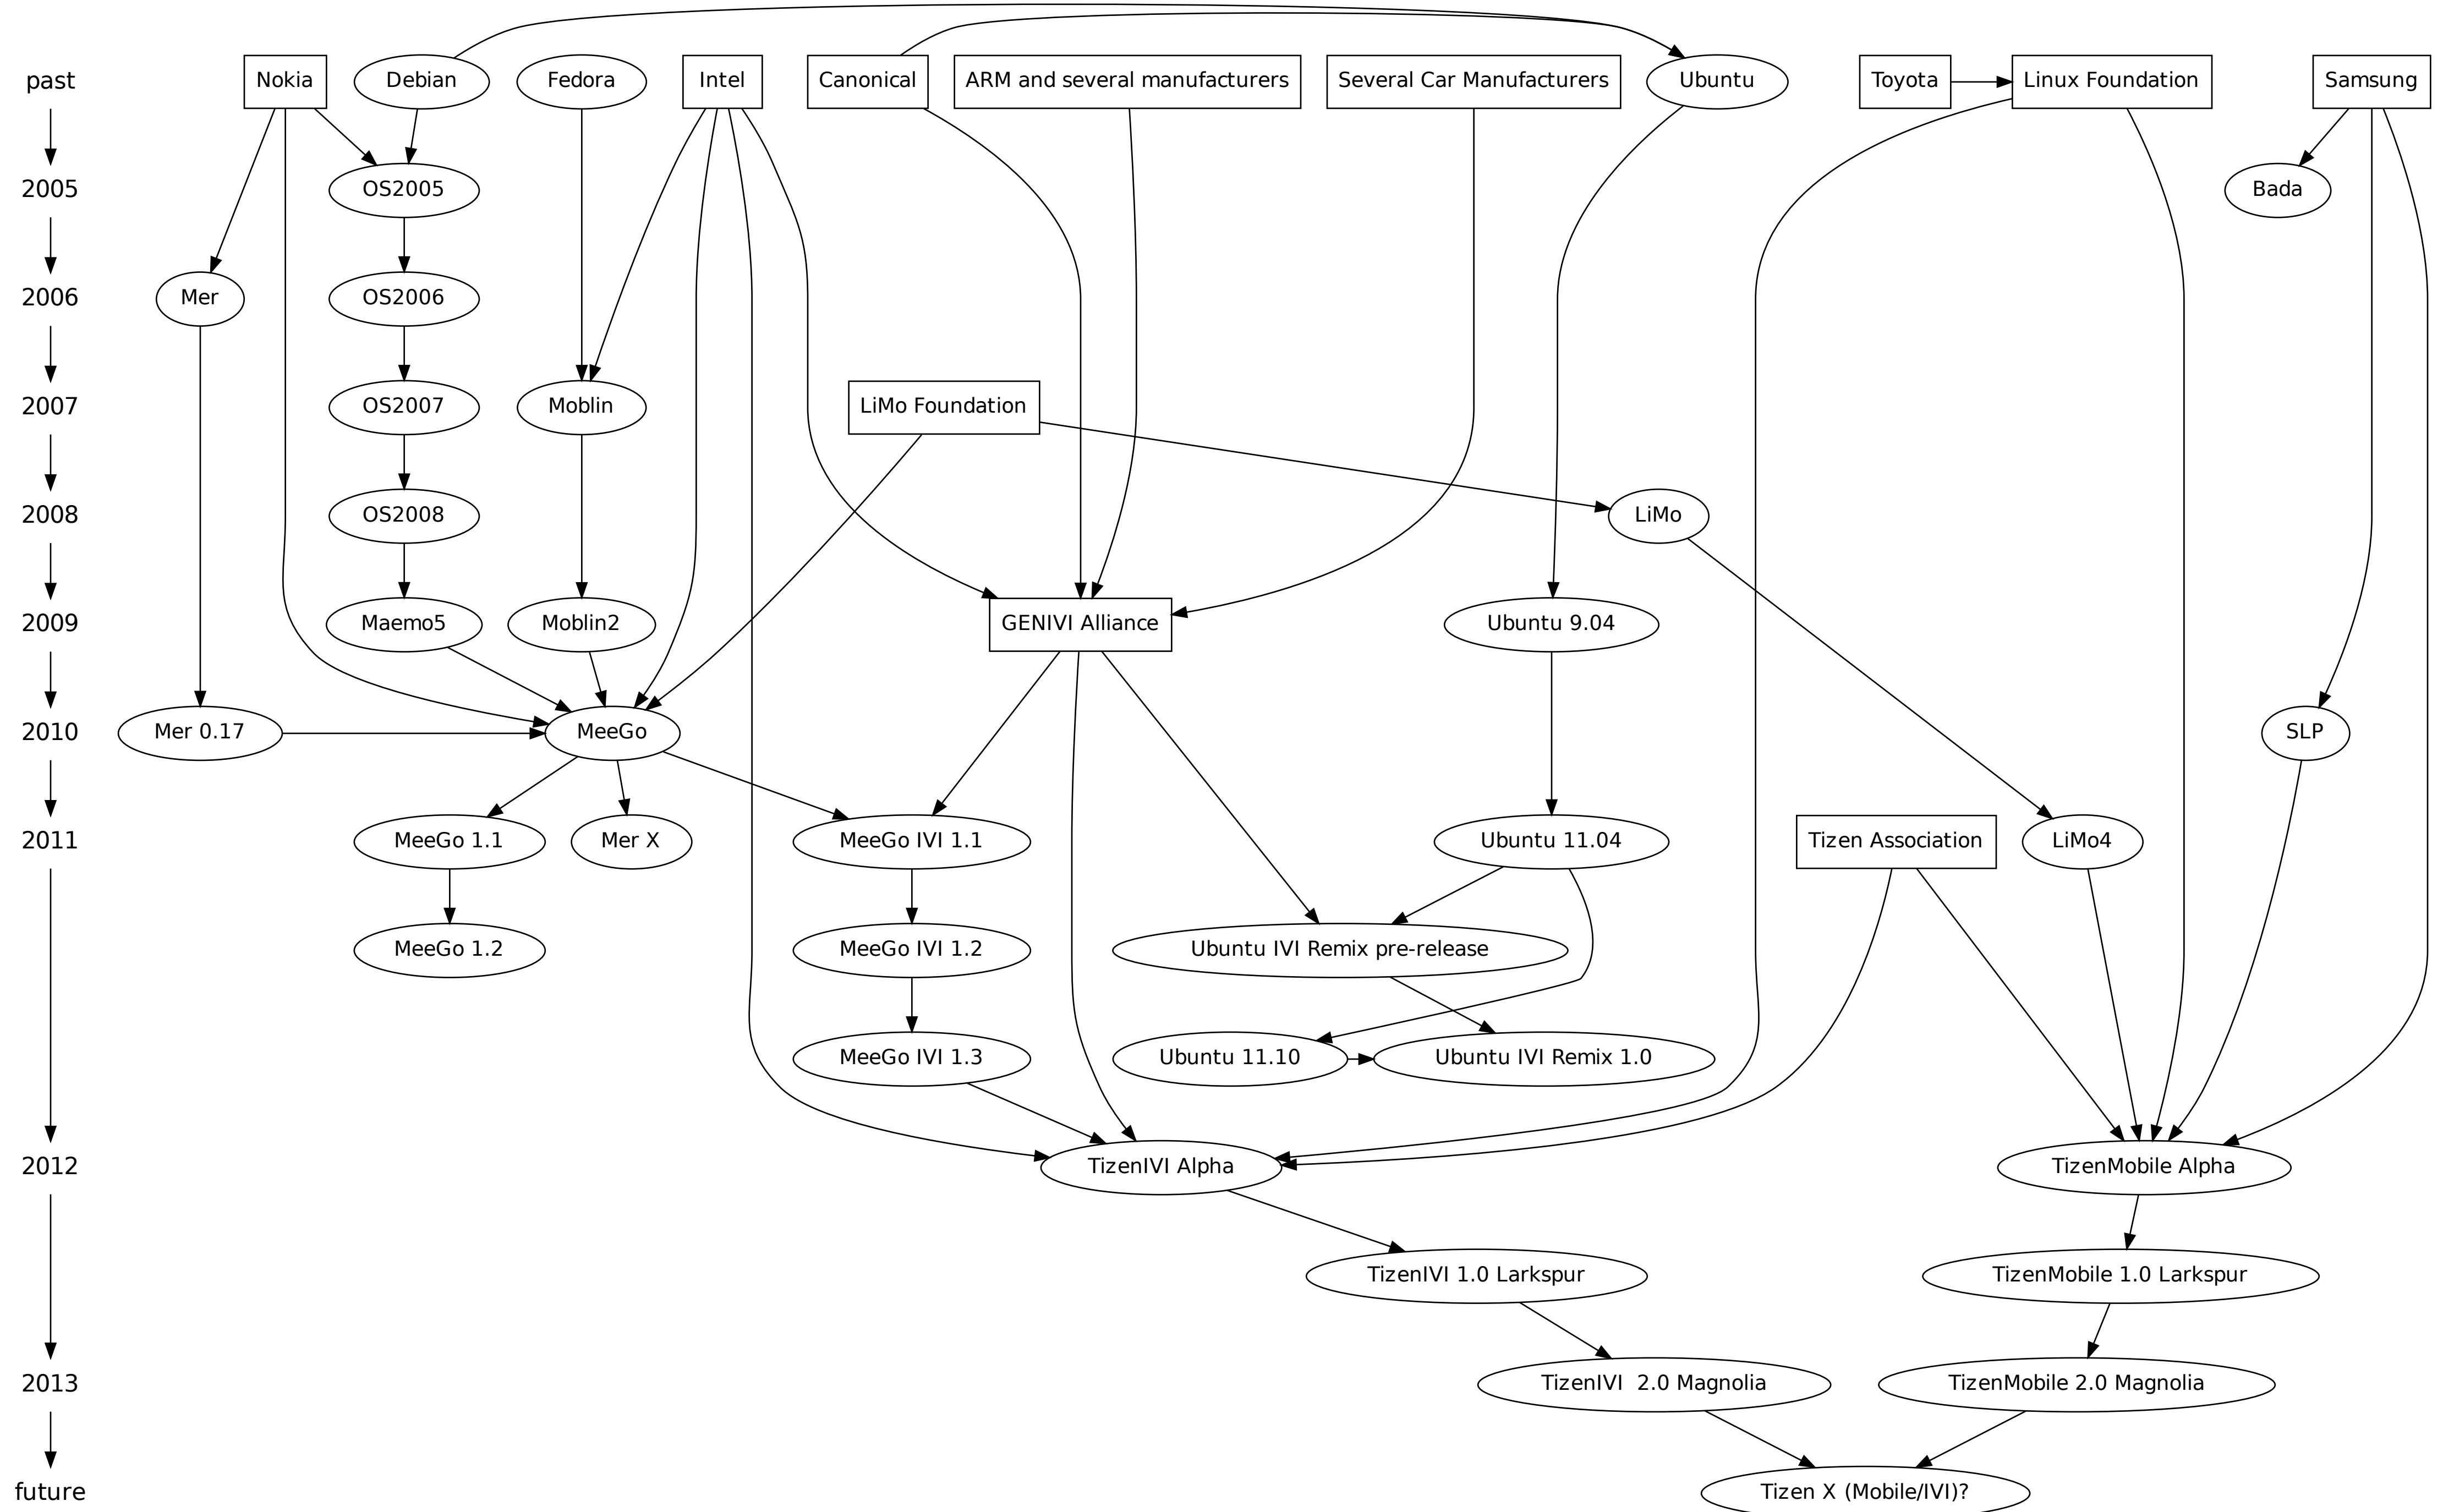 past
Nokia
Debian
Fedora
Intel
Canonical
ARM and several manufacturers
Several Car Manufacturers
Ubuntu
Toyota
Linux Foundation
Samsung
2005
OS2005
Bada
2006
Mer
OS2006
2007
OS2007
Moblin
LiMo Foundation
2008
OS2008
LiMo
2009
Maemo5
Moblin2
GENIVI Alliance
Ubuntu 9.04
2010
Mer 0.17
MeeGo
SLP
2011
MeeGo 1.1
Mer X
MeeGo IVI 1.1
Ubuntu 11.04
Tizen Association
LiMo4
MeeGo 1.2
MeeGo IVI 1.2
Ubuntu IVI Remix pre-release
MeeGo IVI 1.3
Ubuntu 11.10
Ubuntu IVI Remix 1.0
2012
TizenIVI Alpha
TizenMobile Alpha
TizenIVI 1.0 Larkspur
TizenMobile 1.0 Larkspur
2013
TizenIVI  2.0 Magnolia
TizenMobile 2.0 Magnolia
future
Tizen X (Mobile/IVI)?